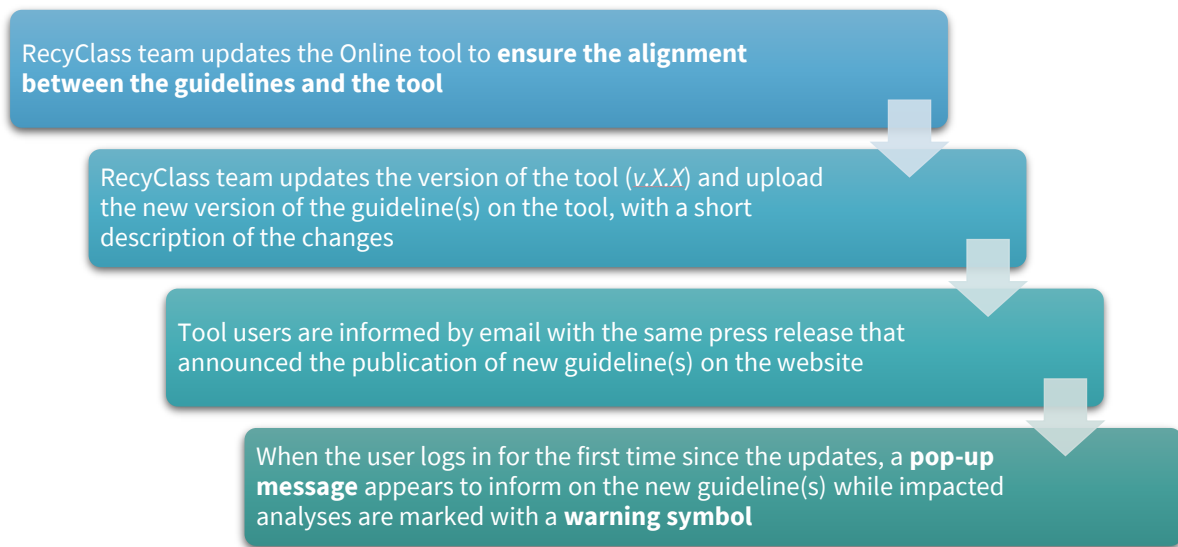 RecyClass team updates the Online tool to ensure the alignment
between the guidelines and the tool
RecyClass team updates the version of the tool (v.X.X) and upload
the new version of the guideline(s) on the tool, with a short
description of the changes
Tool users are informed by email with the same press release that
announced the publication of new guideline(s) on the website
When the user logs in for the first time since the updates, a pop-up
message appears to inform on the new guideline(s) while impacted
analyses are marked with a warning symbol